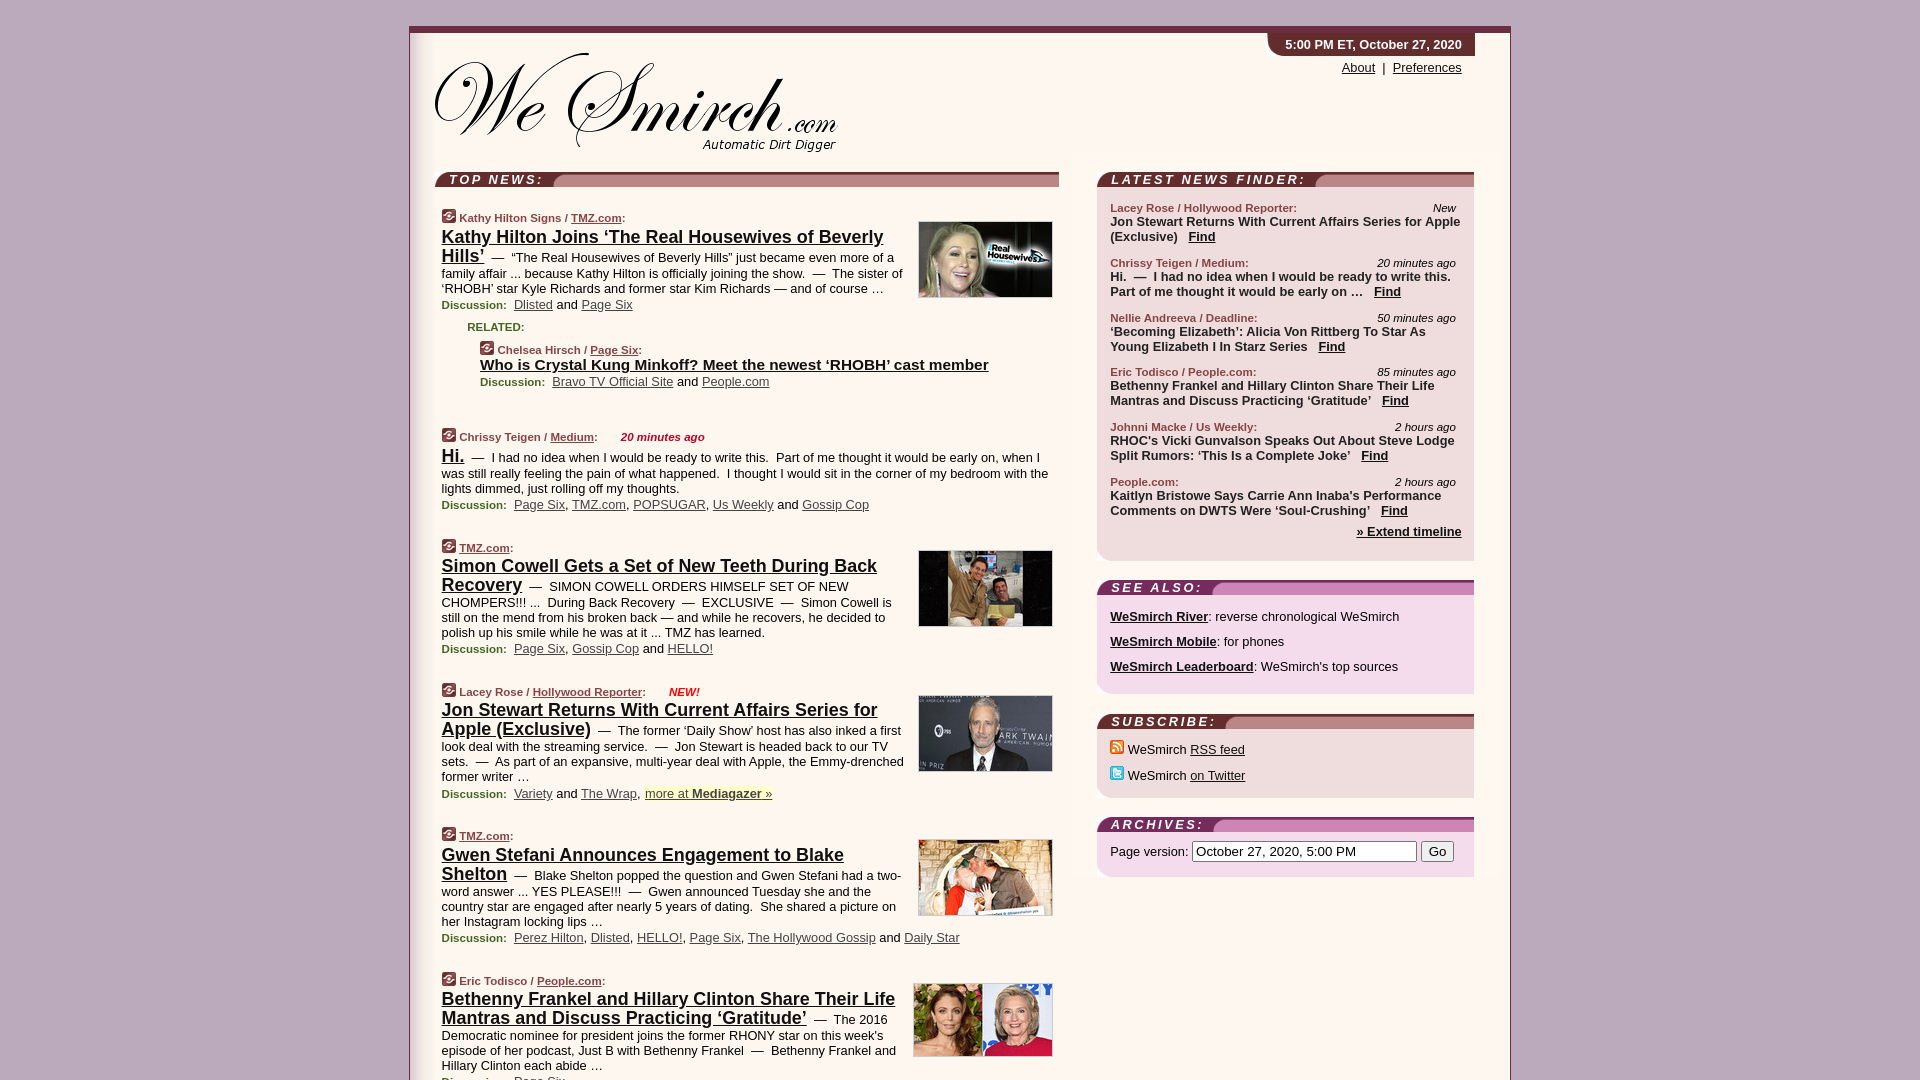 5:00 PM ET, October 27, 2020
About | Preferences
We Smirch.com
Automatic Dirt Digger
TOP NEWS:
Kathy Hilton Signs / TMZ.com:
Kathy Hilton Joins ‘The Real Housewives of Beverly
Hills’ — “The Real Housewives of Beverly Hills” just became even more of a
family affair ... because Kathy Hilton is officially joining the show. — The sister of
‘RHOBH’ star Kyle Richards and former star Kim Richards — and of course …
Discussion: Dlisted and Page Six
Real
Housewives
RELATED:
Chelsea Hirsch / Page Six:
Who is Crystal Kung Minkoff? Meet the newest ‘RHOBH’ cast member
Discussion: Bravo TV Official Site and People.com
Chrissy Teigen / Medium: 20 minutes ago
Hi. — I had no idea when I would be ready to write this. Part of me thought it would be early on, when I
was still really feeling the pain of what happened. I thought I would sit in the corner of my bedroom with the
lights dimmed, just rolling off my thoughts.
Discussion: Page Six, TMZ.com, POPSUGAR, Us Weekly and Gossip Cop
TMZ.com:
Simon Cowell Gets a Set of New Teeth During Back
Recovery — SIMON COWELL ORDERS HIMSELF SET OF NEW
CHOMPERS!!! ... During Back Recovery — EXCLUSIVE — Simon Cowell is
still on the mend from his broken back — and while he recovers, he decided to
polish up his smile while he was at it ... TMZ has learned.
Discussion: Page Six, Gossip Cop and HELLO!
Lacey Rose / Hollywood Reporter: NEW!
Jon Stewart Returns With Current Affairs Series for
Apple (Exclusive) — The former ‘Daily Show’ host has also inked a first
look deal with the streaming service. — Jon Stewart is headed back to our TV
sets. — As part of an expansive, multi-year deal with Apple, the Emmy-drenched
former writer …
Discussion: Variety and The Wrap, more at Mediagazer »
PBS
ARK TWAIN
AMERICAN HUMOR
IN PRIZ
TMZ.com:
Gwen Stefani Announces Engagement to Blake
Shelton — Blake Shelton popped the question and Gwen Stefani had a two-
word answer ... YES PLEASE!!! — Gwen announced Tuesday she and the
country star are engaged after nearly 5 years of dating. She shared a picture on
her Instagram locking lips …
Discussion: Perez Hilton, Dlisted, HELLO!, Page Six, The Hollywood Gossip and Daily Star
Eric Todisco / People.com:
Bethenny Frankel and Hillary Clinton Share Their Life
Mantras and Discuss Practicing ‘Gratitude’ — The 2016
Democratic nominee for president joins the former RHONY star on this week's
episode of her podcast, Just B with Bethenny Frankel — Bethenny Frankel and
Hillary Clinton each abide …
Discussion: Page Six
LATEST NEWS FINDER:
Lacey Rose / Hollywood Reporter: New
Jon Stewart Returns With Current Affairs Series for Apple
(Exclusive) Find
Chrissy Teigen / Medium: 20 minutes ago
Hi. — I had no idea when I would be ready to write this.
Part of me thought it would be early on … Find
Nellie Andreeva / Deadline: 50 minutes ago
‘Becoming Elizabeth’: Alicia Von Rittberg To Star As
Young Elizabeth I In Starz Series Find
Eric Todisco / People.com: 85 minutes ago
Bethenny Frankel and Hillary Clinton Share Their Life
Mantras and Discuss Practicing ‘Gratitude’ Find
Johnni Macke / Us Weekly: 2 hours ago
RHOC's Vicki Gunvalson Speaks Out About Steve Lodge
Split Rumors: ‘This Is a Complete Joke’ Find
People.com: 2 hours ago
Kaitlyn Bristowe Says Carrie Ann Inaba's Performance
Comments on DWTS Were ‘Soul-Crushing’ Find
» Extend timeline
SEE ALSO:
WeSmirch River: reverse chronological WeSmirch
WeSmirch Mobile: for phones
WeSmirch Leaderboard: WeSmirch's top sources
SUBSCRIBE:
WeSmirch RSS feed
WeSmirch on Twitter
ARCHIVES:
Page version: October 27, 2020, 5:00 PM Go